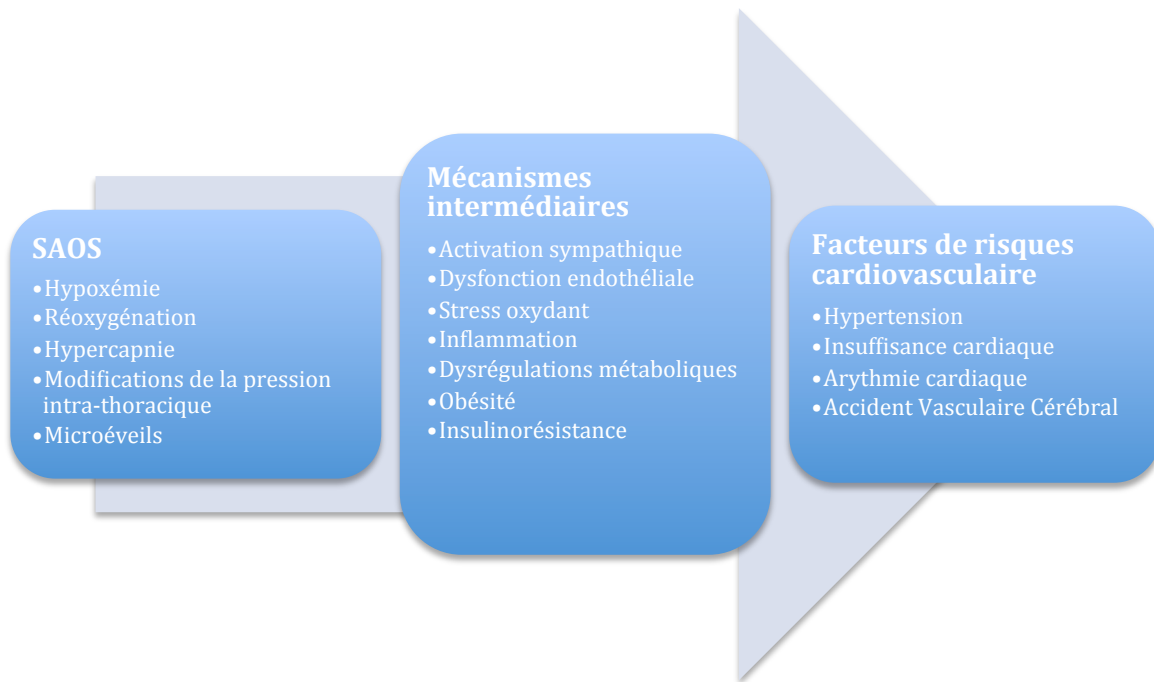 SAOS
•Hypoxémie
•Réoxygénation
•Hypercapnie
•Modifications de la pression
intra-thoracique
•Microéveils
Mécanismes
intermédiaires
•Activation sympathique
•Dysfonction endothéliale
•Stress oxydant
•Inflammation
•Dysrégulations métaboliques
•Obésité
•Insulinorésistance
Facteurs de risques
cardiovasculaire
•Hypertension
•Insuffisance cardiaque
•Arythmie cardiaque
•Accident Vasculaire Cérébral